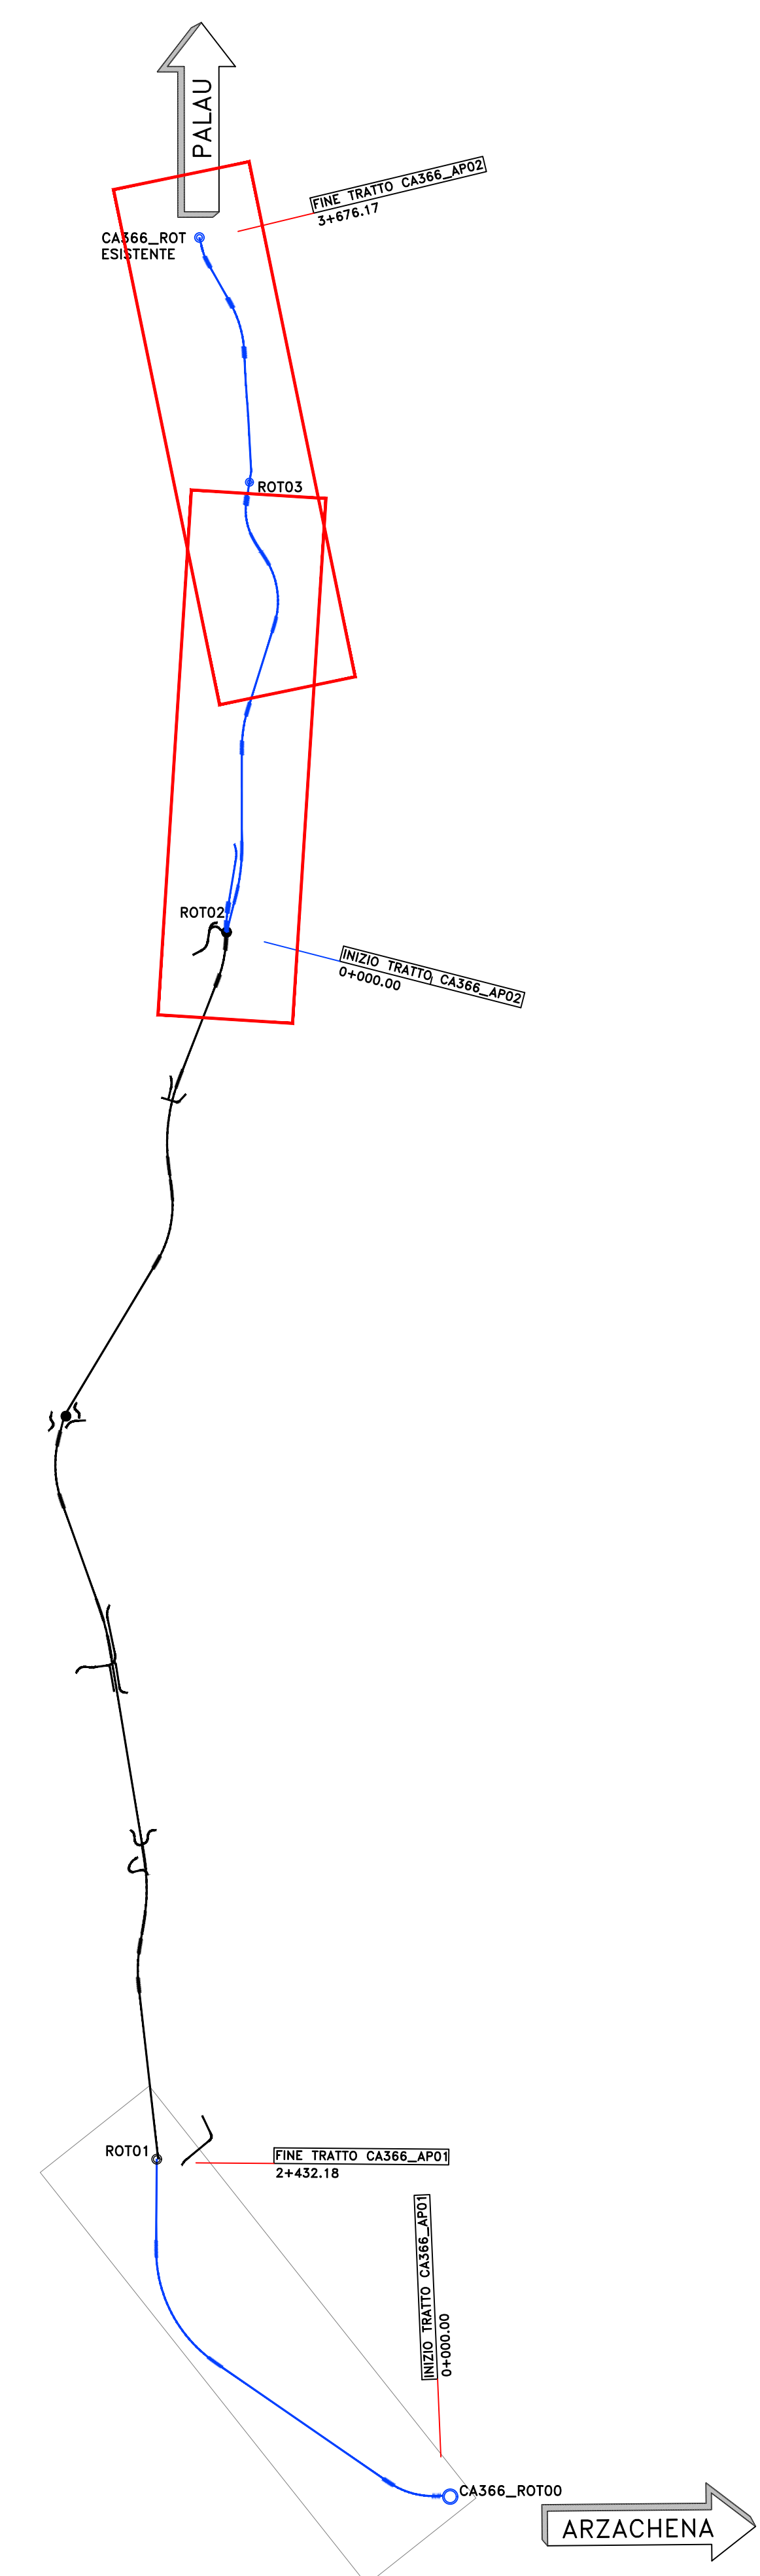 PALAU
FINE TRATTO CA366_AP02
3+676.17
CA366_ROT
ESISTENTE
ROT03
ROT02
INIZIO TRATTO CA366_AP02
0+000.00
ROT01
FINE TRATTO CA366_AP01
2+432.18
INIZIO TRATTO CA366_AP01
0+000.00
CA366_ROT00
ARZACHENA